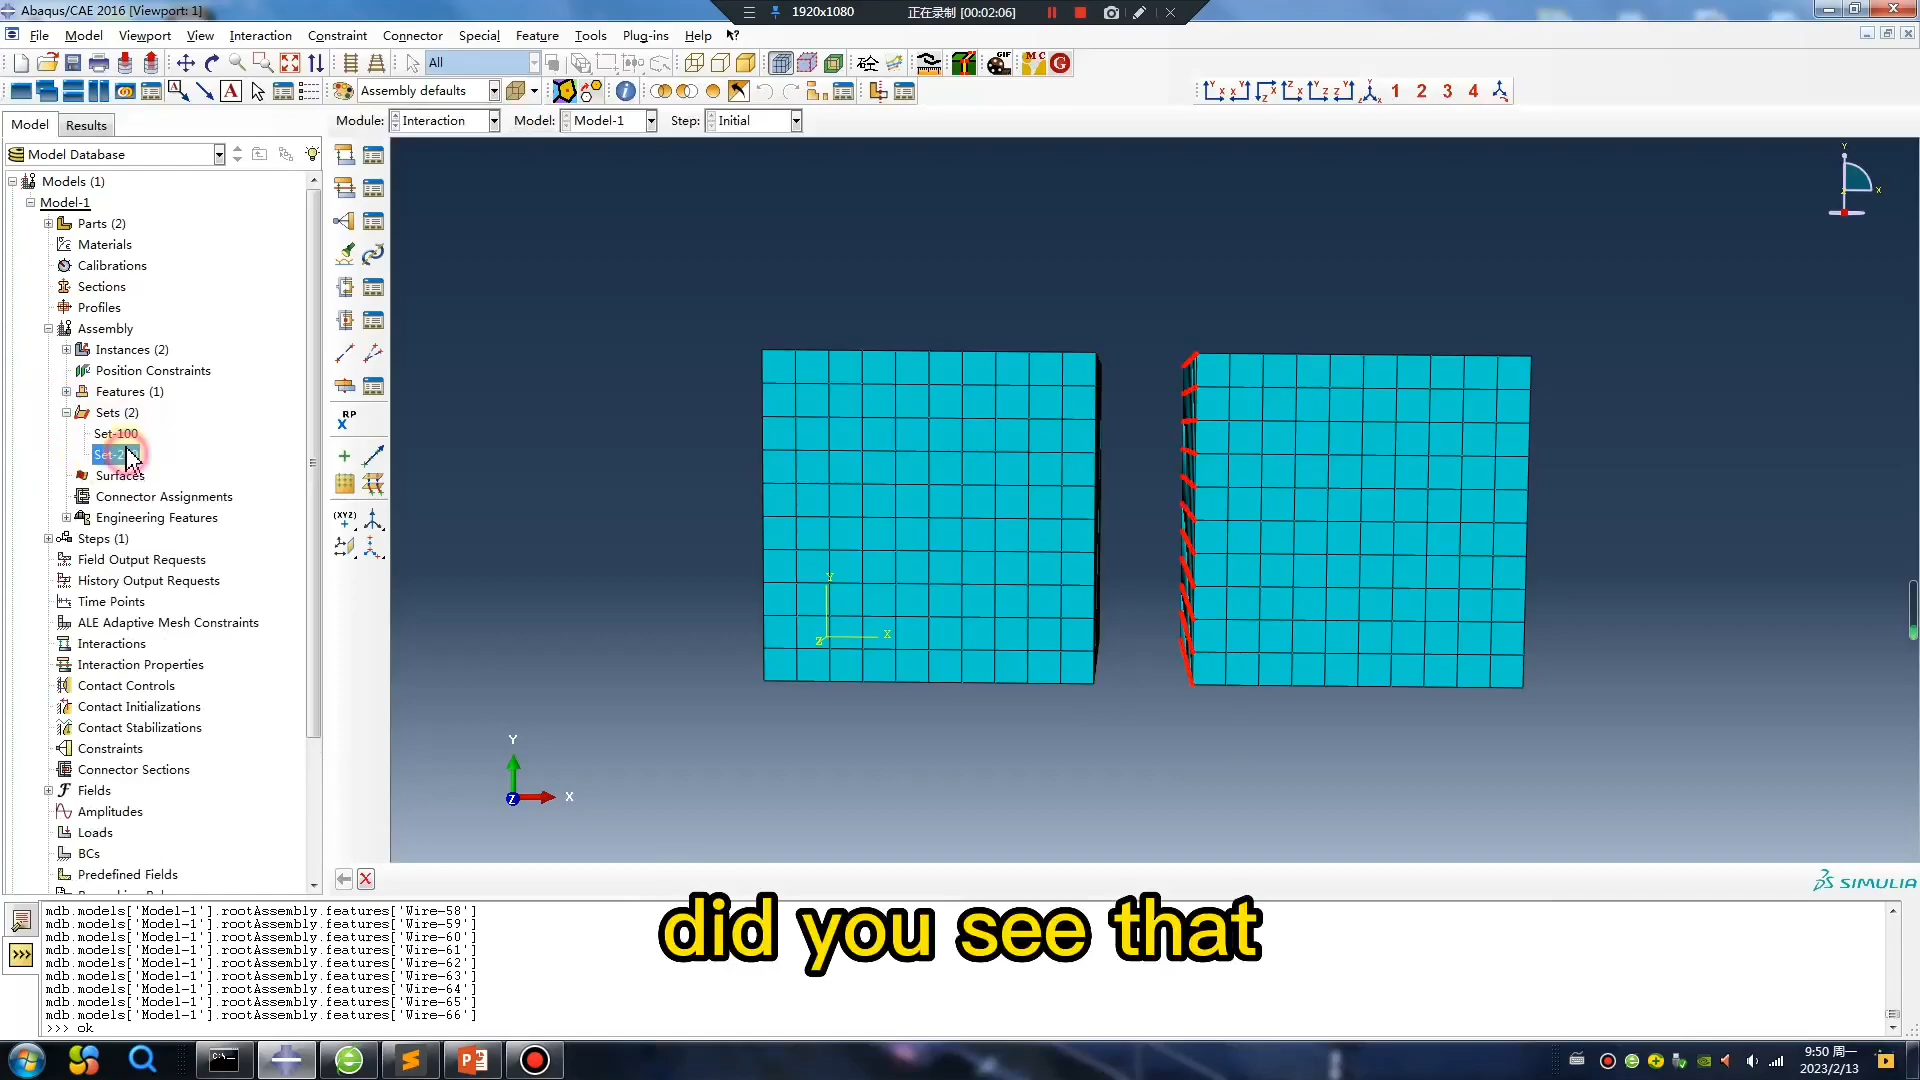 Abaqus/CAE 2016 [Viewport: 1]
1920x1080
正在录制 [00:02:06]
File
Model
Viewport
View
Interaction
Constraint
Connector
Special
Feature
Tools
Plug-ins
Help
All
GIF
M C
G
Assembly defaults
1 2 3 4
Model
Results
Module:
Interaction
Model:
Model-1
Step:
Initial
Model Database
Models (1)
Model-1
Parts (2)
Materials
Calibrations
Sections
Profiles
Assembly
Instances (2)
Position Constraints
Features (1)
Sets (2)
Set-100
Surfaces
Connector Assignments
Engineering Features
Steps (1)
Field Output Requests
History Output Requests
Time Points
ALE Adaptive Mesh Constraints
Interactions
Interaction Properties
Contact Controls
Contact Initializations
Contact Stabilizations
Constraints
Connector Sections
Fields
Amplitudes
Loads
BCs
Predefined Fields
RP
(XYZ)
Y
X
Z
Y
X
Z
Y
X
SIMULIA
mdb.models['Model-1'].rootAssembly.features['Wire-58']
mdb.models['Model-1'].rootAssembly.features['Wire-59']
mdb.models['Model-1'].rootAssembly.features['Wire-60']
mdb.models['Model-1'].rootAssembly.features['Wire-61']
mdb.models['Model-1'].rootAssembly.features['Wire-62']
mdb.models['Model-1'].rootAssembly.features['Wire-63']
mdb.models['Model-1'].rootAssembly.features['Wire-64']
mdb.models['Model-1'].rootAssembly.features['Wire-65']
mdb.models['Model-1'].rootAssembly.features['Wire-66']
>>> ok
did you see that
9:50 周一
2023/2/13